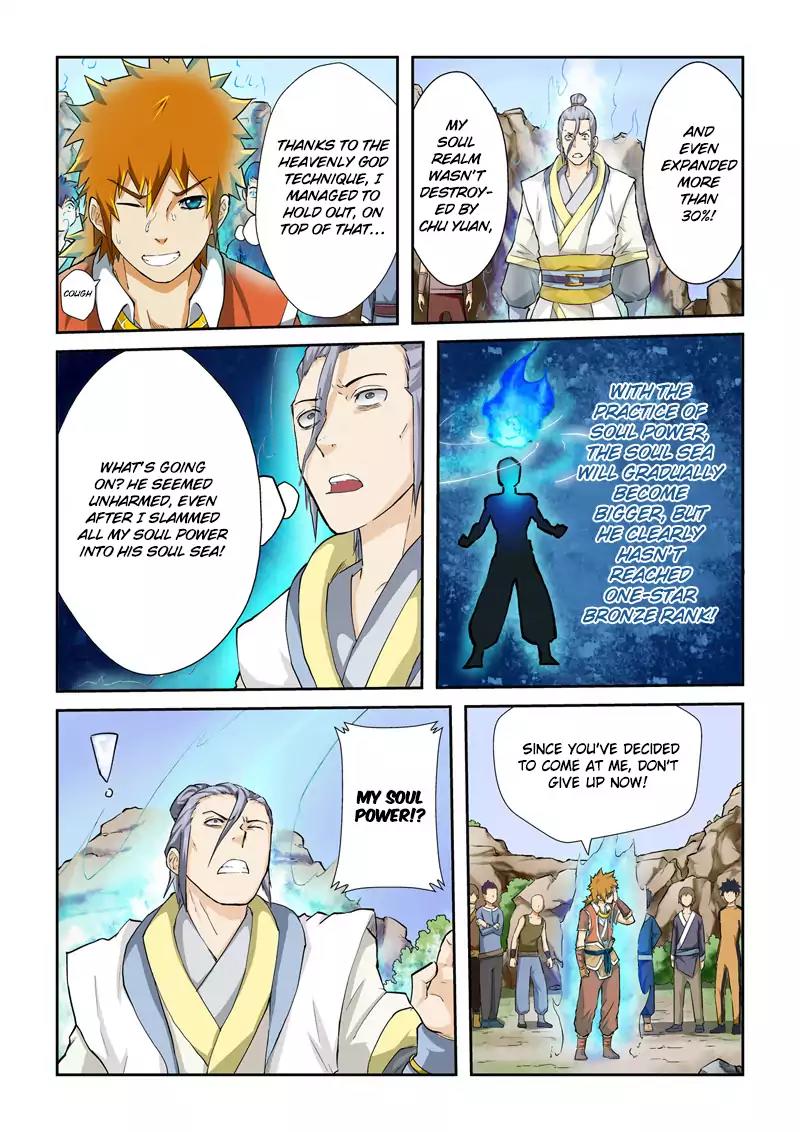 THANKS TO THE
HEAVENLY GOD
TECHNIQUE, I
MANAGED TO
HOLD OUT, ON
TOP OF THAT...
COUGH
MY
SOUL
REALM
WASN'T
DESTROY-
ED BY
CHU YUAN,
AND
EVEN
EXPANDED
MORE
THAN
30%!
WHAT'S GOING
ON? HE SEEMED
UNHARMED, EVEN
AFTER I SLAMMED
ALL MY SOUL POWER
INTO HIS SOUL SEA!
WITH THE
PRACTICE OF
SOUL POWER,
THE SOUL SEA
WILL GRADUALLY
BECOME
BIGGER, BUT
HE CLEARLY
HASN'T
REACHED
ONE-STAR
BRONZE RANK!
!
MY SOUL
POWER!?
SINCE YOU'VE DECIDED
TO COME AT ME, DON'T
GIVE UP NOW!